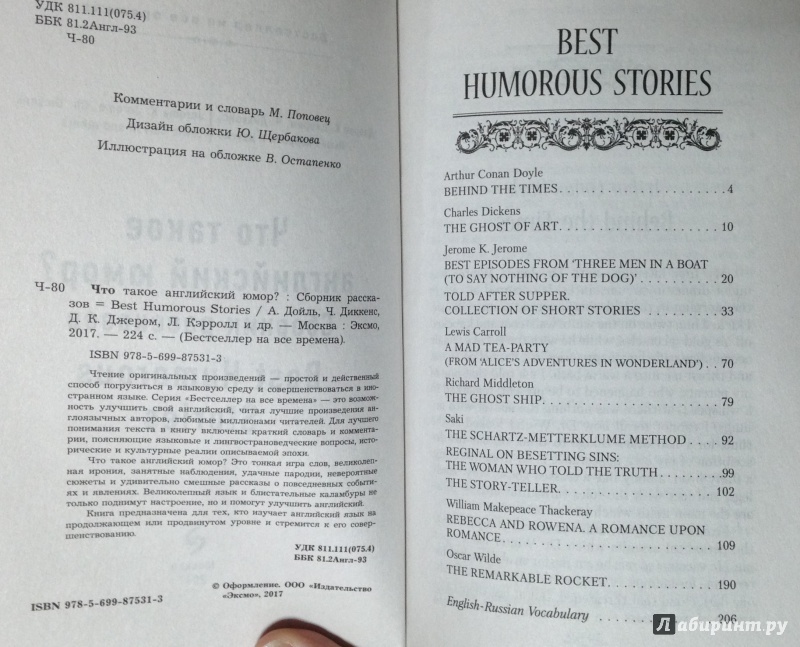 УДК 811.111(075.4)
ББК 81.2Англ-93
Ч-80
Комментарии и словарь М. Поповец
Дизайн обложки Ю. Щербакова
Иллюстрация на обложке В. Остапенко
Ч-80
Что такое английский юмор? : Сборник расска-
зов = Best Humorous Stories / А. Дойль, Ч. Диккенс,
Д. К. Джером, Л. Кэрролл и др. — Москва : Эксмо,
2017. — 224 с. — (Бестселлер на все времена).
ISBN 978-5-699-87531-3
Чтение оригинальных произведений — простой и действенный
способ погрузиться в языковую среду и совершенствоваться в ино-
странном языке. Серия «Бестселлер на все времена» — это возмож-
ность улучшить свой английский, читая лучшие произведения анг-
лоязычных авторов, любимые миллионами читателей. Для лучшего
понимания текста в книгу включены краткий словарь и коммента-
рии, поясняющие языковые и лингвострановедческие вопросы, исто-
рические и культурные реалии описываемой эпохи.
Что такое английский юмор? Это тонкая игра слов, великолеп-
ная ирония, занятные наблюдения, удачные пародии, невероятные
сюжеты и удивительно смешные рассказы о повседневных событи-
ях и явлениях. Великолепный язык и блистательные каламбуры не
только поднимут настроение, но и помогут улучшить английский.
Книга предназначена для тех, кто изучает английский язык на
продолжающем или продвинутом уровне и стремится к его совер-
шенствованию.
УДК 811.111(075.4)
ББК 81.2Англ-93
© Оформление. ООО «Издательство
«Эксмо», 2017
ISBN 978-5-699-87531-3
BEST
HUMOROUS STORIES
Arthur Conan Doyle
BEHIND THE TIMES. . . . . . . . . . . . . . . . . . . . . 4
Charles Dickens
THE GHOST OF ART. . . . . . . . . . . . . . . . . . . . 10
Jerome K. Jerome
BEST EPISODES FROM ‘THREE MEN IN A BOAT
(TO SAY NOTHING OF THE DOG)’ . . . . . . . . . . 20
TOLD AFTER SUPPER.
COLLECTION OF SHORT STORIES . . . . . . . . . 33
Lewis Carroll
A MAD TEA-PARTY
(FROM ‘ALICE’S ADVENTURES IN WONDERLAND’) . . 70
Richard Middleton
THE GHOST SHIP. . . . . . . . . . . . . . . . . . . . . 79
Saki
THE SCHARTZ-METTERKLUME METHOD . . . . 92
REGINAL ON BESETTING SINS:
THE WOMAN WHO TOLD THE TRUTH . . . . . . . .99
THE STORY-TELLER. . . . . . . . . . . . . . . . . . . 102
William Makepeace Thackeray
REBECCA AND ROWENA. A ROMANCE UPON
ROMANCE. . . . . . . . . . . . . . . . . . . . . . . . . 109
Oscar Wilde
THE REMARKABLE ROCKET. . . . . . . . . . . . . 190
English-Russian Vocabulary . . . . . . . . . . . . . . 206
Лабиринт.ру